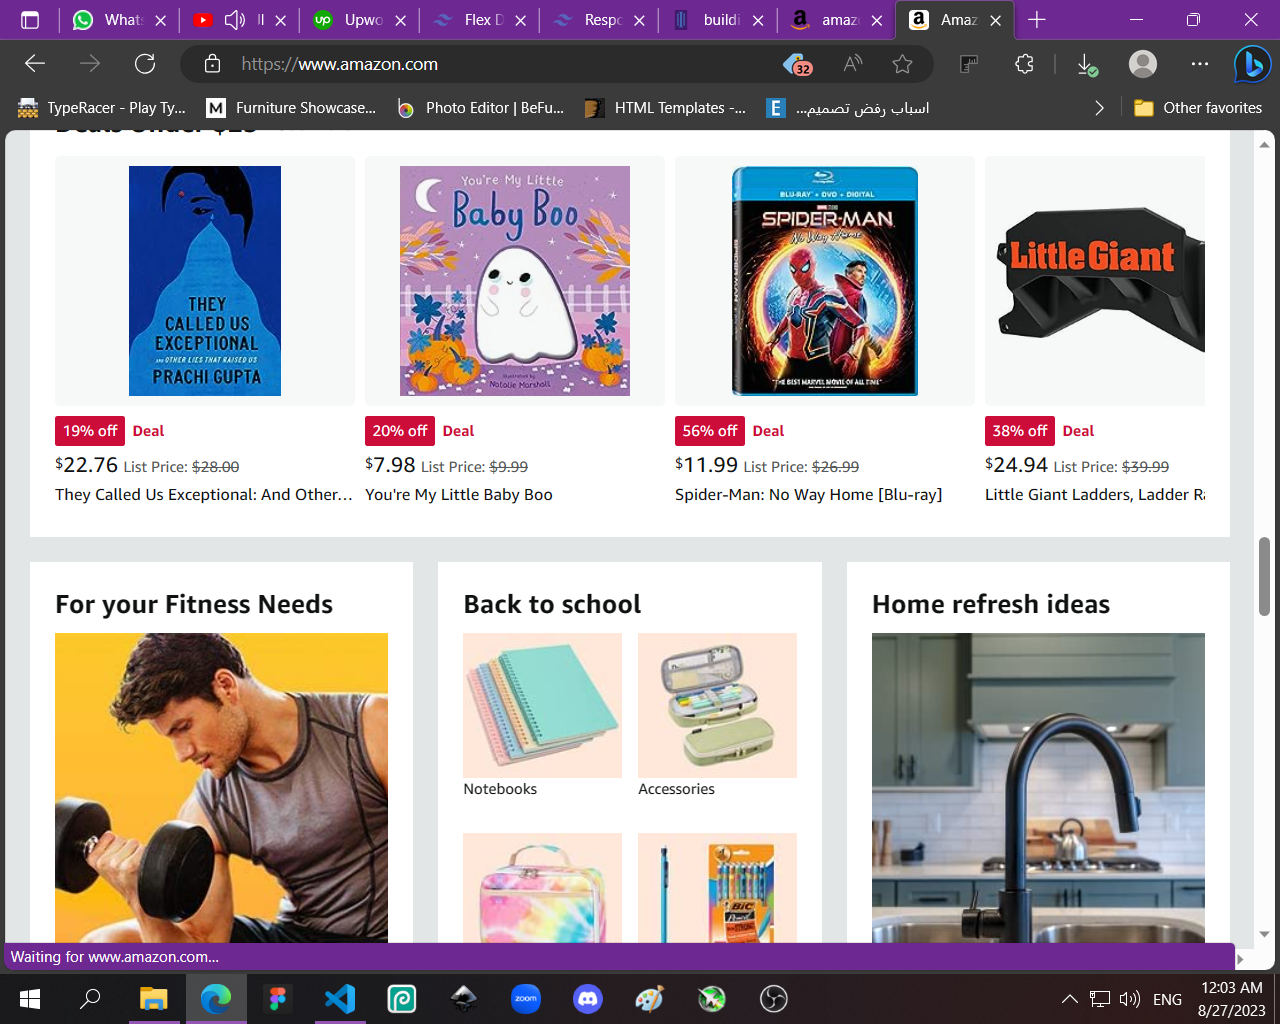 Whats
Upwo
Flex D
Respo
buildi
amaz
Amaz
https://www.amazon.com
32
TypeRacer - Play Ty...
Furniture Showcase...
Photo Editor | BeFu...
HTML Templates -...
اسباب رفض تصميم...
Other favorites
Deals Under $25
THEY
CALLED US
EXCEPTIONAL
AND OTHER LIES THAT RAISED US
PRACHI GUPTA
You're My Little
Baby Boo
Illustrated by
Natalie Marshall
BLU-RAY + DVD + DIGITAL
SPIDER-MAN
No Way Home
"THE BEST MARVEL MOVIE OF ALL TIME"
Little Giant
19% off Deal
$22.76 List Price: $28.00
They Called Us Exceptional: And Other...
20% off Deal
$7.98 List Price: $9.99
You're My Little Baby Boo
56% off Deal
$11.99 List Price: $26.99
Spider-Man: No Way Home [Blu-ray]
38% off Deal
$24.94 List Price: $39.99
Little Giant Ladders, Ladder Ra
For your Fitness Needs
Back to school
Notebooks
Accessories
BIC
Home refresh ideas
Waiting for www.amazon.com...
zoom
ENG
12:03 AM
8/27/2023